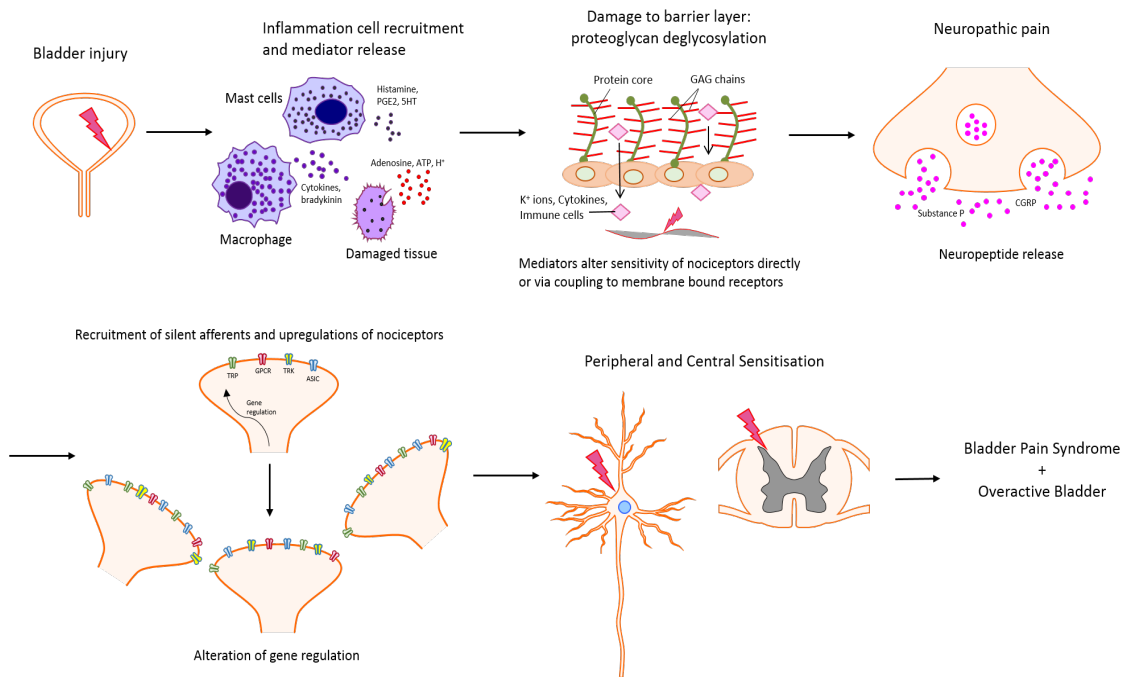 Bladder injury
Inflammation cell recruitment
and mediator release
Mast cells
Histamine,
PGE2, 5HT
Adenosine, ATP, H⁺
Cytokines,
bradykinin
Macrophage
Damaged tissue
Damage to barrier layer:
proteoglycan deglycosylation
Protein core
GAG chains
K⁺ ions, Cytokines,
Immune cells
Mediators alter sensitivity of nociceptors directly
or via coupling to membrane bound receptors
Neuropathic pain
Substance P
CGRP
Neuropeptide release
Recruitment of silent afferents and upregulations of nociceptors
TRP
GPCR
TRK
ASIC
Gene
regulation
Alteration of gene regulation
Peripheral and Central Sensitisation
Bladder Pain Syndrome
+
Overactive Bladder